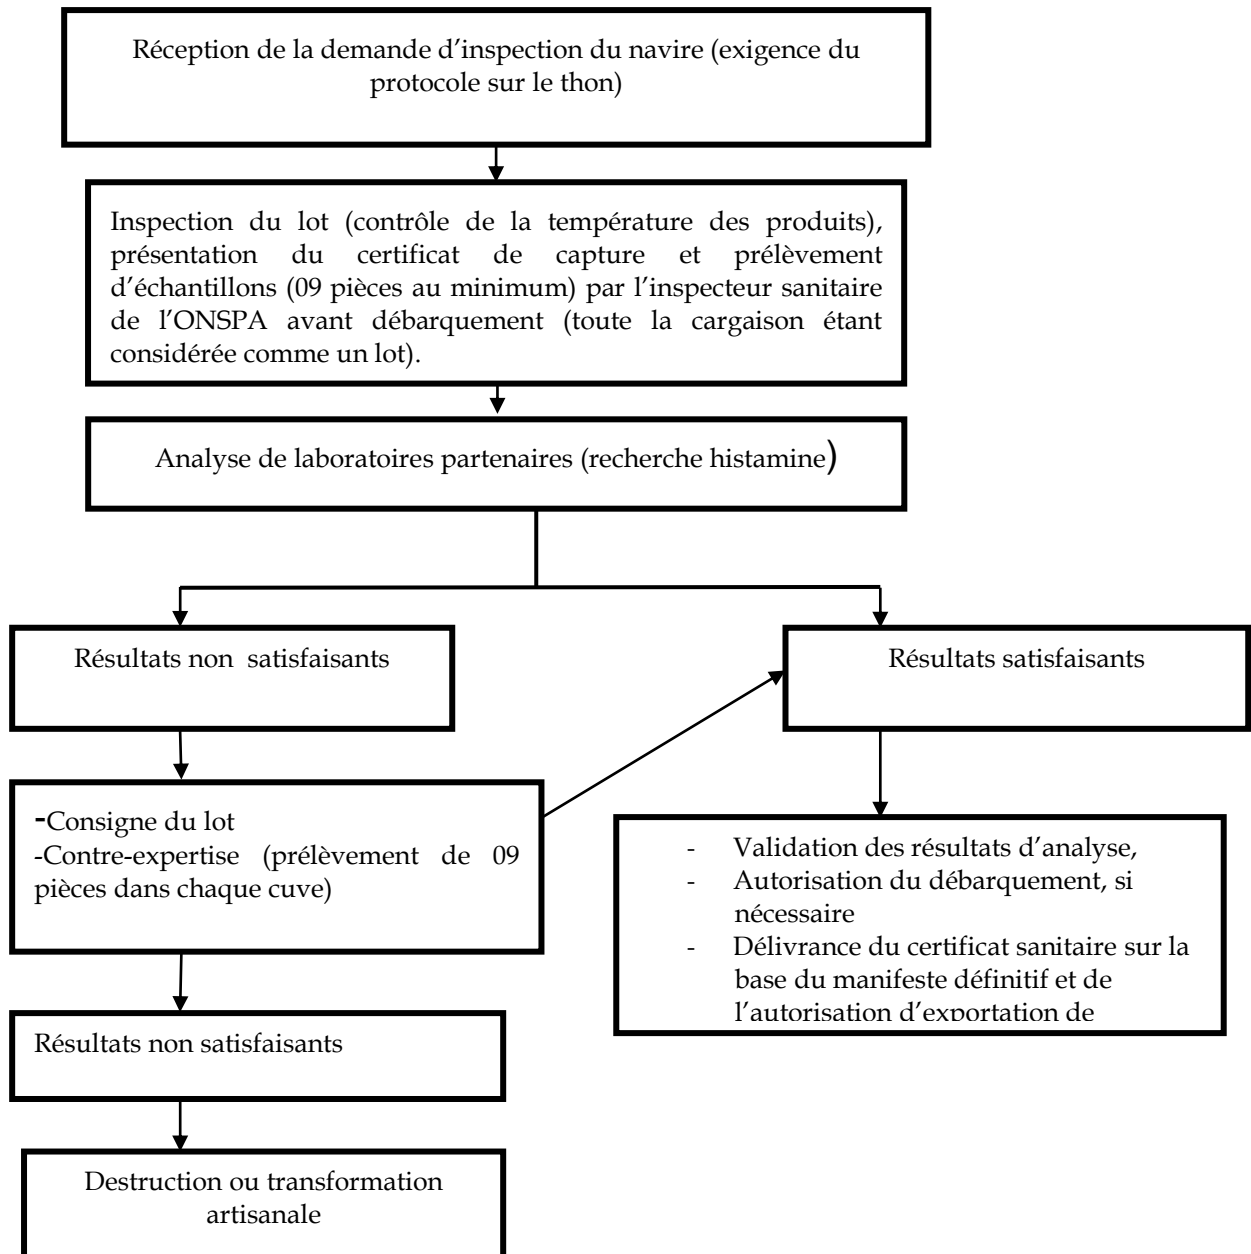 Réception de la demande d’inspection du navire (exigence du
protocole sur le thon)
Inspection du lot (contrôle de la température des produits),
présentation du certificat de capture et prélèvement
d’échantillons (09 pièces au minimum) par l’inspecteur sanitaire
de l’ONSPA avant débarquement (toute la cargaison étant
considérée comme un lot).
Analyse de laboratoires partenaires (recherche histamine)
Résultats non satisfaisants
Résultats satisfaisants
-Consigne du lot
-Contre-expertise (prélèvement de 09
pièces dans chaque cuve)
- Validation des résultats d’analyse,
- Autorisation du débarquement, si
nécessaire
- Délivrance du certificat sanitaire sur la
base du manifeste définitif et de
l’autorisation d’exportation de
Résultats non satisfaisants
Destruction ou transformation
artisanale